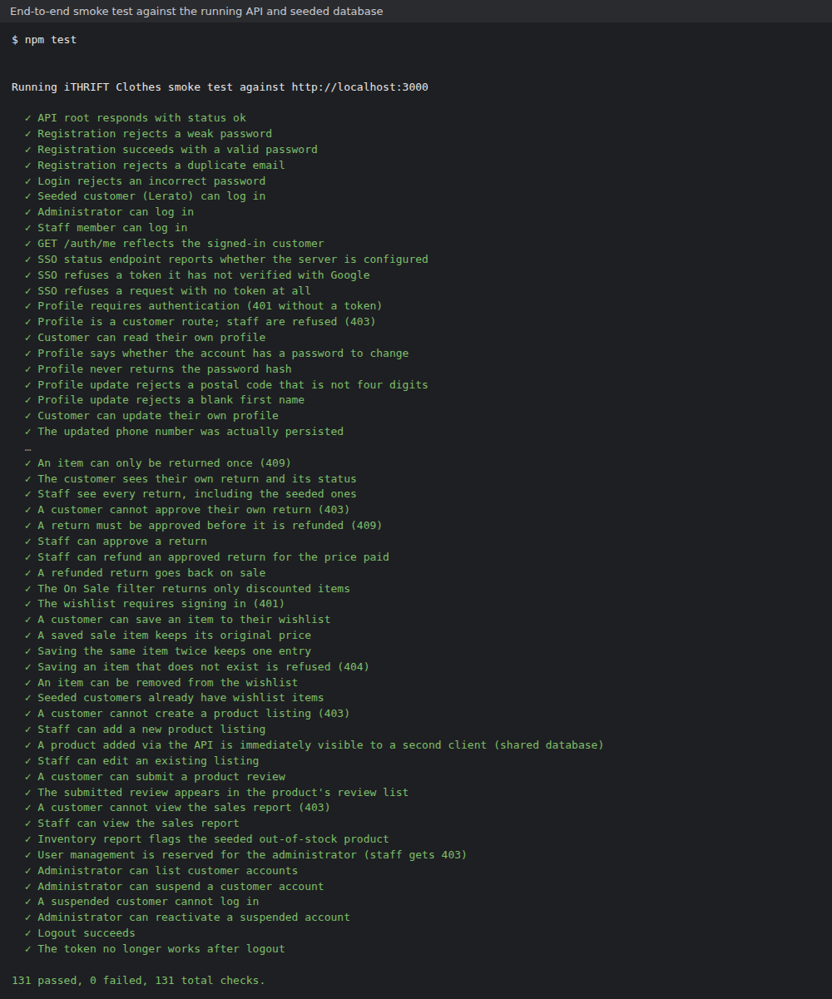 End-to-end smoke test against the running API and seeded database
$ npm test
Running iTHRIFT Clothes smoke test against http://localhost:3000
✓ API root responds with status ok
✓ Registration rejects a weak password
✓ Registration succeeds with a valid password
✓ Registration rejects a duplicate email
✓ Login rejects an incorrect password
✓ Seeded customer (Lerato) can log in
✓ Administrator can log in
✓ Staff member can log in
✓ GET /auth/me reflects the signed-in customer
✓ SSO status endpoint reports whether the server is configured
✓ SSO refuses a token it has not verified with Google
✓ SSO refuses a request with no token at all
✓ Profile requires authentication (401 without a token)
✓ Profile is a customer route; staff are refused (403)
✓ Customer can read their own profile
✓ Profile says whether the account has a password to change
✓ Profile never returns the password hash
✓ Profile update rejects a postal code that is not four digits
✓ Profile update rejects a blank first name
✓ Customer can update their own profile
✓ The updated phone number was actually persisted
…
✓ An item can only be returned once (409)
✓ The customer sees their own return and its status
✓ Staff see every return, including the seeded ones
✓ A customer cannot approve their own return (403)
✓ A return must be approved before it is refunded (409)
✓ Staff can approve a return
✓ Staff can refund an approved return for the price paid
✓ A refunded return goes back on sale
✓ The On Sale filter returns only discounted items
✓ The wishlist requires signing in (401)
✓ A customer can save an item to their wishlist
✓ A saved sale item keeps its original price
✓ Saving the same item twice keeps one entry
✓ Saving an item that does not exist is refused (404)
✓ An item can be removed from the wishlist
✓ Seeded customers already have wishlist items
✓ A customer cannot create a product listing (403)
✓ Staff can add a new product listing
✓ A product added via the API is immediately visible to a second client (shared database)
✓ Staff can edit an existing listing
✓ A customer can submit a product review
✓ The submitted review appears in the product's review list
✓ A customer cannot view the sales report (403)
✓ Staff can view the sales report
✓ Inventory report flags the seeded out-of-stock product
✓ User management is reserved for the administrator (staff gets 403)
✓ Administrator can list customer accounts
✓ Administrator can suspend a customer account
✓ A suspended customer cannot log in
✓ Administrator can reactivate a suspended account
✓ Logout succeeds
✓ The token no longer works after logout
131 passed, 0 failed, 131 total checks.